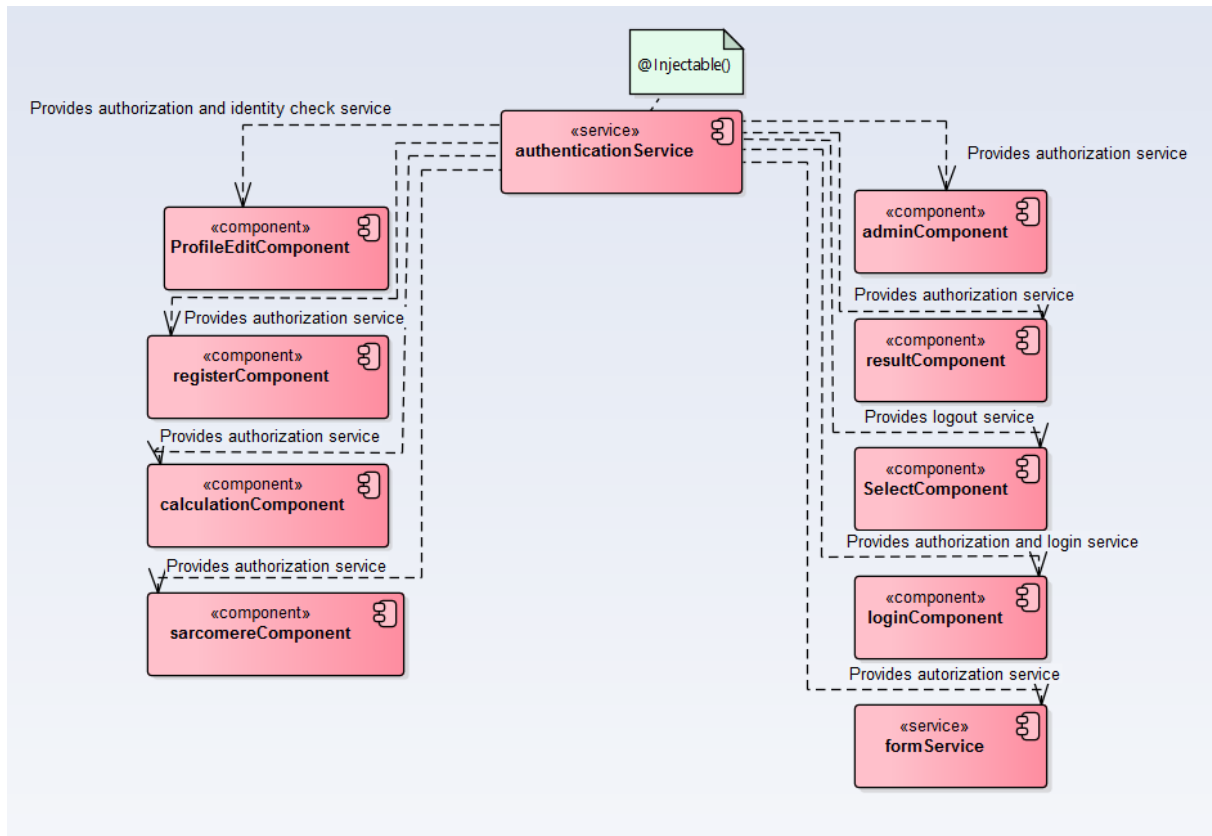 @Injectable()
Provides authorization and identity check service
«service»
authenticationService
Provides authorization service
«component»
ProfileEditComponent
«component»
adminComponent
Provides authorization service
Provides authorization service
«component»
registerComponent
«component»
resultComponent
Provides logout service
Provides authorization service
«component»
calculationComponent
«component»
SelectComponent
Provides authorization and login service
Provides authorization service
«component»
sarcomereComponent
«component»
loginComponent
Provides autorization service
«service»
formService